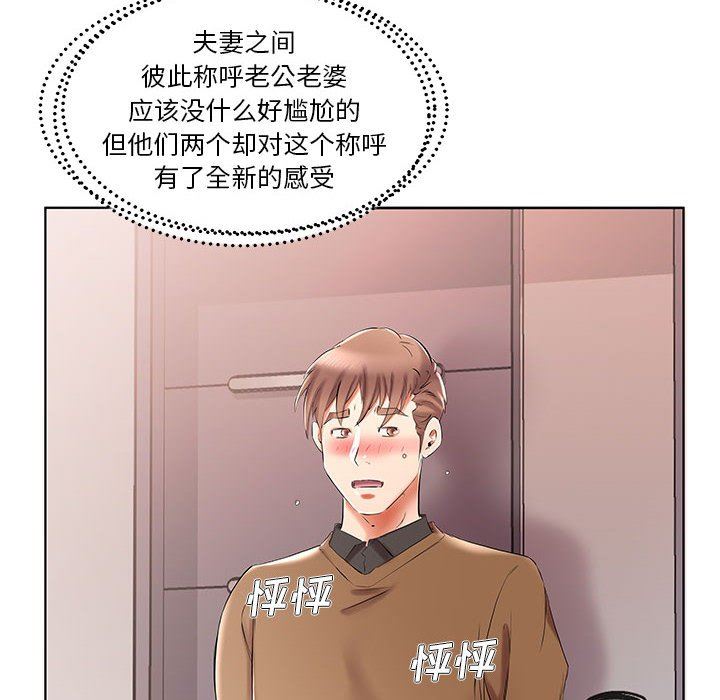 夫妻之间
彼此称呼老公老婆
应该没什么好尴尬的
但他们两个却对这个称呼
有了全新的感受
怦怦
怦怦